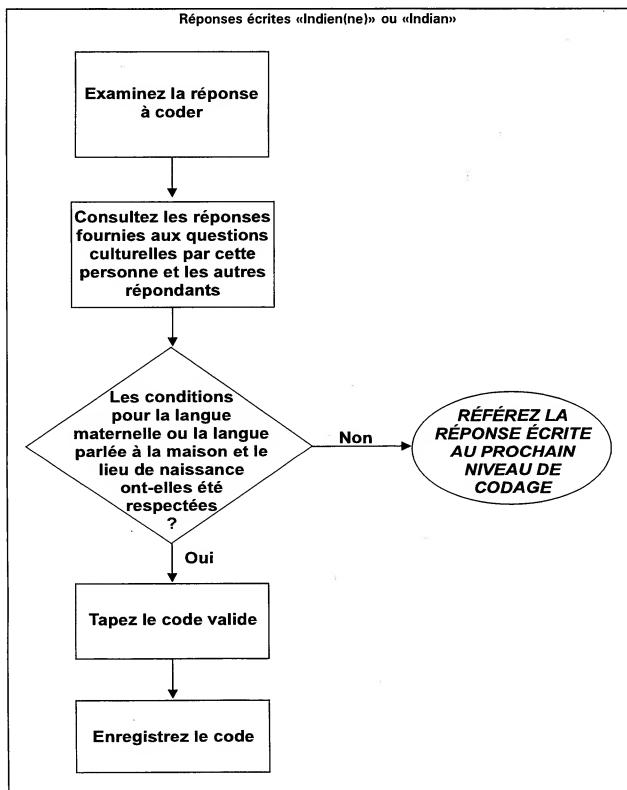 Réponses écrites «Indien(ne)» ou «Indian»
Examinez la réponse
à coder
Consultez les réponses
fournies aux questions
culturelles par cette
personne et les autres
répondants
Les conditions
pour la langue
maternelle ou la langue
parlée à la maison et le
lieu de naissance
ont-elles été
respectées
?
Non
RÉFÉREZ LA
RÉPONSE ÉCRITE
AU PROCHAIN
NIVEAU DE
CODAGE
Oui
Tapez le code valide
Enregistrez le code